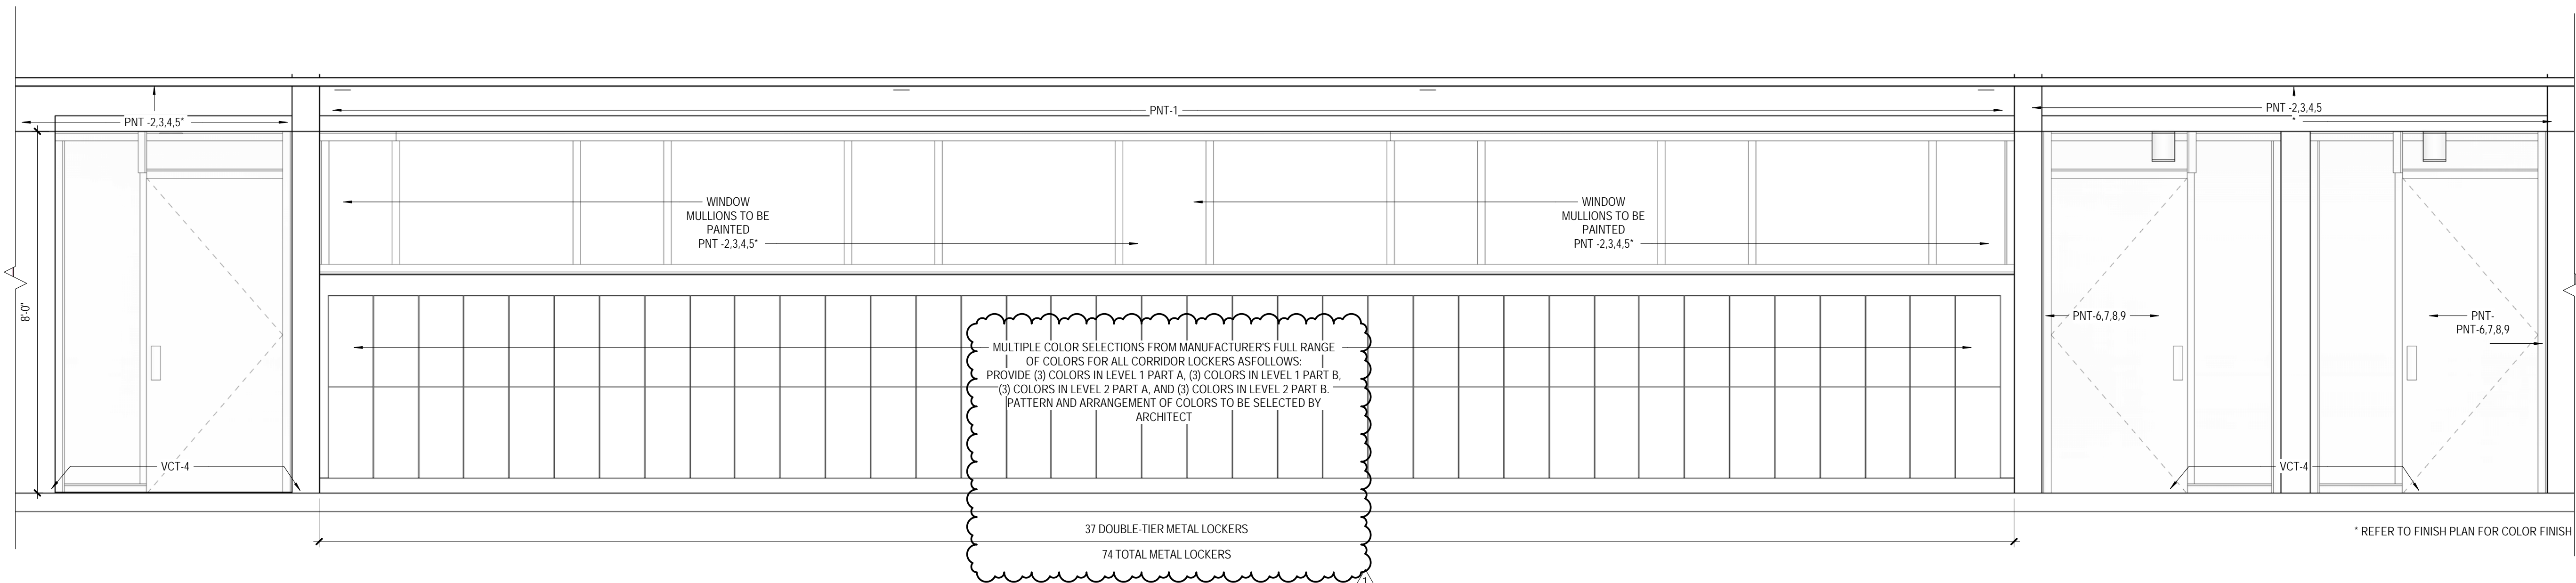 PNT -2,3,4,5*
PNT-1
PNT -2,3,4,5
*
WINDOW
MULLIONS TO BE
PAINTED
PNT -2,3,4,5*
WINDOW
MULLIONS TO BE
PAINTED
PNT -2,3,4,5*
8'-0"
PNT-6,7,8,9
PNT-
PNT-6,7,8,9
MULTIPLE COLOR SELECTIONS FROM MANUFACTURER'S FULL RANGE
OF COLORS FOR ALL CORRIDOR LOCKERS ASFOLLOWS:
PROVIDE (3) COLORS IN LEVEL 1 PART A, (3) COLORS IN LEVEL 1 PART B,
(3) COLORS IN LEVEL 2 PART A, AND (3) COLORS IN LEVEL 2 PART B.
PATTERN AND ARRANGEMENT OF COLORS TO BE SELECTED BY
ARCHITECT
VCT-4
VCT-4
37 DOUBLE-TIER METAL LOCKERS
74 TOTAL METAL LOCKERS
* REFER TO FINISH PLAN FOR COLOR FINISH
1